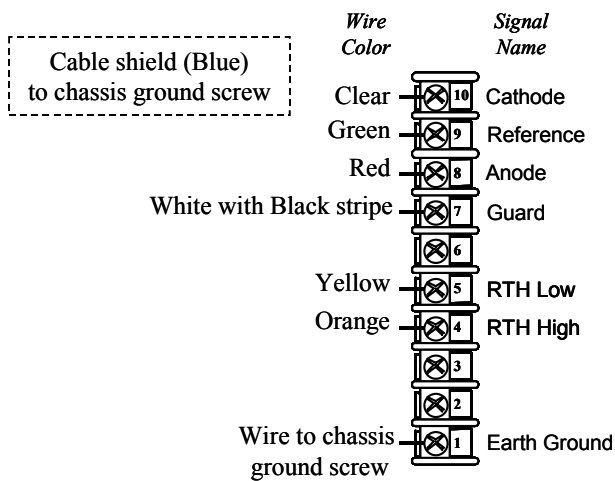 Wire
Color
Signal
Name
Cable shield (Blue)
to chassis ground screw
Clear 10 Cathode
Green 9 Reference
Red 8 Anode
White with Black stripe 7 Guard
6
Yellow 5 RTH Low
Orange 4 RTH High
3
2
Wire to chassis
ground screw
1 Earth Ground